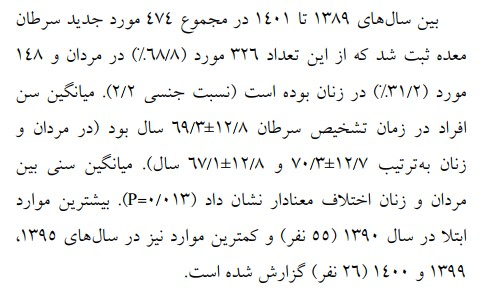 بین سال‌های ۱۳۸۹ تا ۱۴۰۱ در مجموع ۴۷۴ مورد جدید سرطان
معده ثبت شد که از این تعداد ۳۲۶ مورد (۶۸/۸٪) در مردان و ۱۴۸
مورد (۳۱/۲٪) در زنان بوده است (نسبت جنسی ۲/۲). میانگین سن
افراد در زمان تشخیص سرطان ۱۲/۸±۶۹/۳ سال بود (در مردان و
زنان به‌ترتیب ۱۲/۷±۷۰/۳ و ۱۲/۸±۶۷/۱ سال). میانگین سنی بین
مردان و زنان اختلاف معنادار نشان داد (P=۰/۰۱۳). بیشترین موارد
ابتلا در سال ۱۳۹۰ (۵۵ نفر) و کمترین موارد نیز در سال‌های ۱۳۹۵،
۱۳۹۹ و ۱۴۰۰ (۲۶ نفر) گزارش شده است.